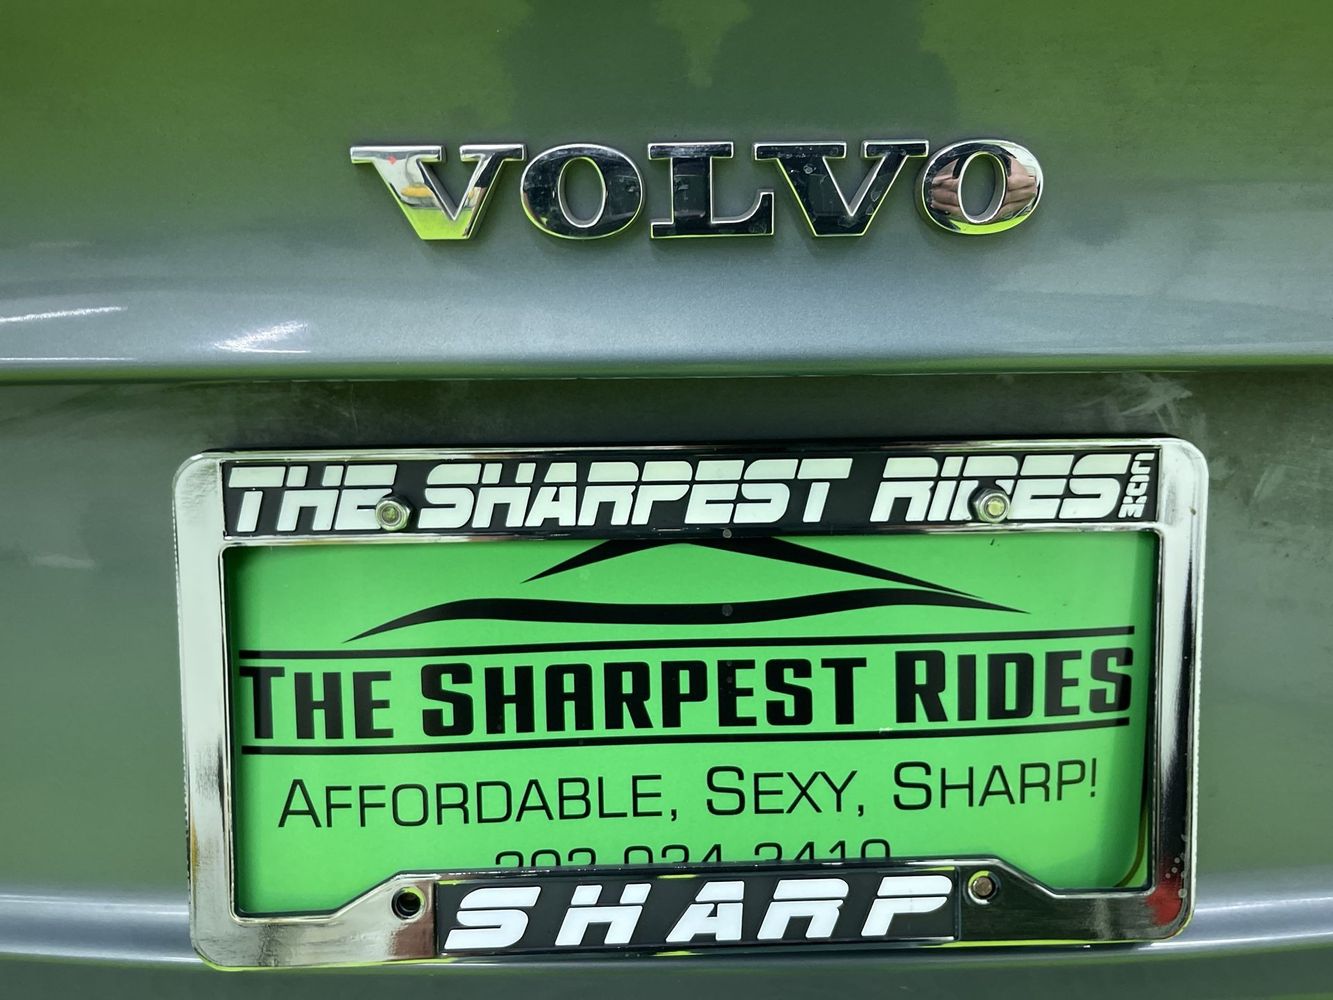 VOLVO
THE SHARPEST RIDES.COM
THE SHARPEST RIDES
AFFORDABLE, SEXY, SHARP!
SHARP